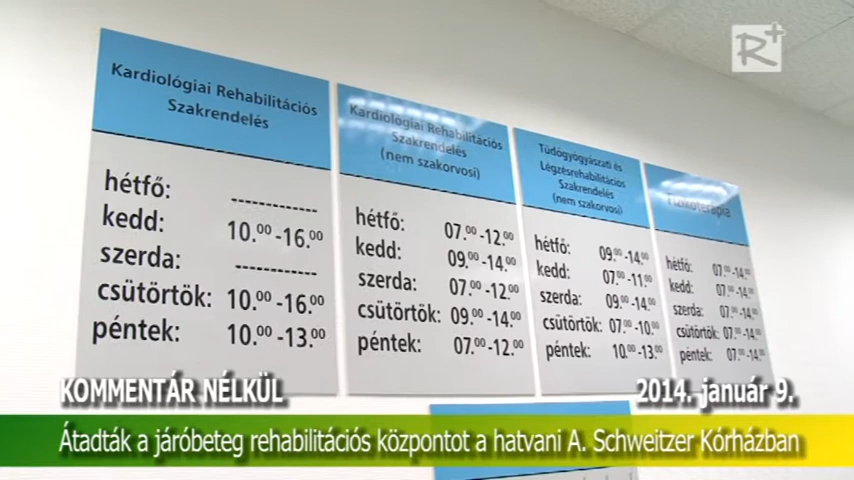 R+
Kardiológiai Rehabilitációs
Szakrendelés
hétfő: ------------
kedd: 10.00-16.00
szerda: ------------
csütörtök: 10.00-16.00
péntek: 10.00-13.00
Kardiológiai Rehabilitációs
Szakrendelés
(nem szakorvosi)
hétfő: 07.00-12.00
kedd: 09.00-14.00
szerda: 07.00-12.00
csütörtök: 09.00-14.00
péntek: 07.00-12.00
Tüdőgyógyászati és
Légzésrehabilitációs
Szakrendelés
(nem szakorvosi)
hétfő: 09.00-14.00
kedd: 07.00-11.00
szerda: 09.00-14.00
csütörtök: 07.00-10.00
péntek: 10.00-13.00
Fizikoterápia
hétfő: 07.00-14.00
kedd: 07.00-14.00
szerda: 07.00-14.00
csütörtök: 07.00-14.00
péntek: 07.00-14.00
KOMMENTÁR NÉLKÜL
2014. január 9.
Átadták a járóbeteg rehabilitációs központot a hatvani A. Schweitzer Kórházban